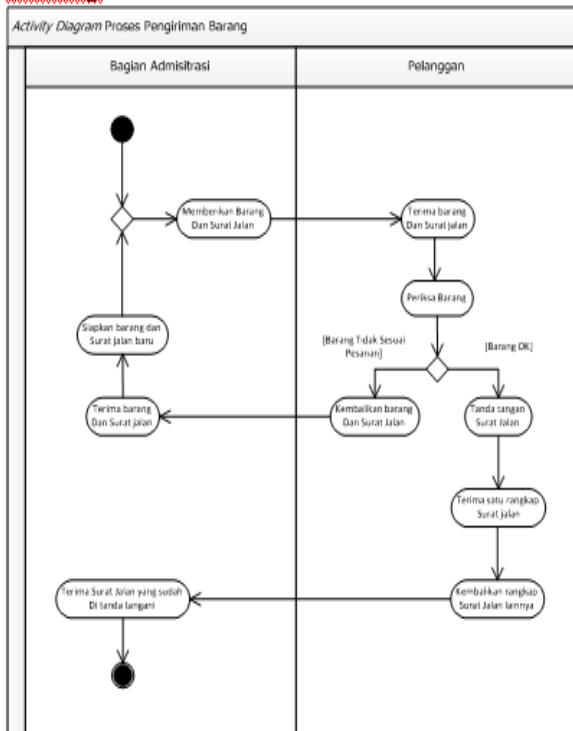 Activity Diagram Proses Pengiriman Barang
Bagian Admisitrasi
Pelanggan
Memberikan Barang
Dan Surat Jalan
Terima barang
Dan Surat jalan
Periksa Barang
[Barang Tidak Sesuai
Pesanan]
[Barang OK]
Siapkan barang dan
Surat jalan baru
Terima barang
Dan Surat jalan
Kembalikan barang
Dan Surat Jalan
Tanda tangan
Surat Jalan
Terima satu rangkap
Surat jalan
Terima Surat Jalan yang sudah
Di tanda tangani
Kembalikan rangkap
Surat Jalan lainnya